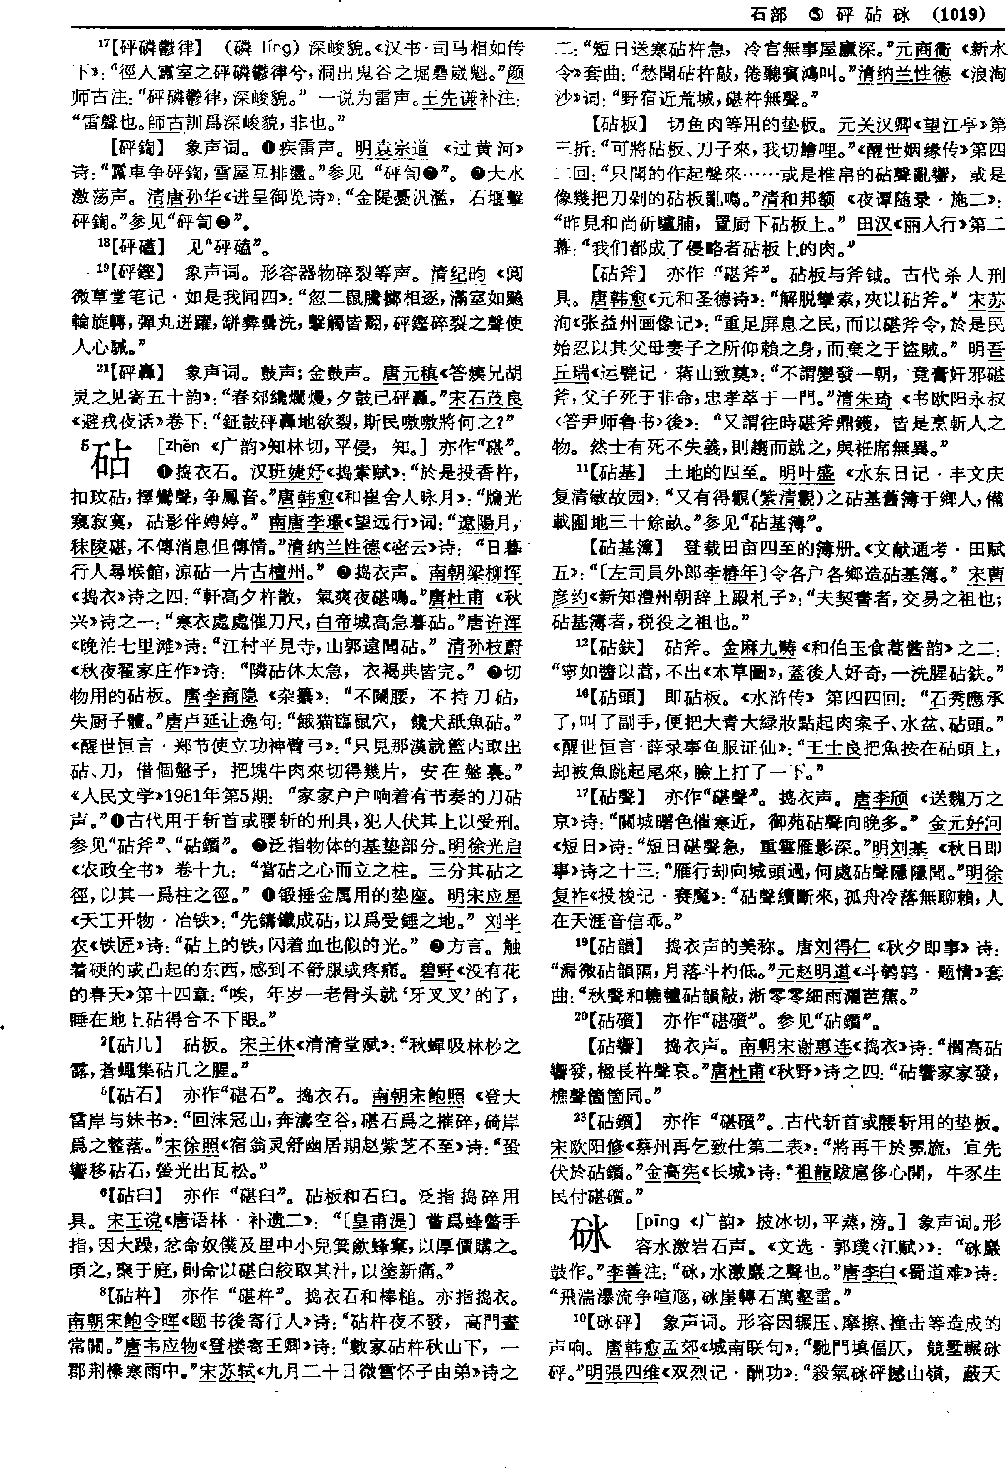 石部 ⑤ 砰 砧 砯 (1019)
¹⁷【砰磷鬱律】 (磷 líng) 深峻貌。《汉书·司马相如传
下》：“徑入靁室之砰磷鬱律兮，洞出鬼谷之堀礨崴魁。”颜
师古注：“砰磷鬱律，深峻貌。” 一说为雷声。王先谦补注：
“雷聲也。師古訓爲深峻貌，非也。”
【砰鍧】 象声词。❶疾雷声。明袁宗道《过黄河》
诗：“靁車争砰鍧，雪屋互排盪。”参见“砰訇❶”。❷大水
激荡声。清唐孙华《进呈御览诗》：“金隄憂汎濫，石堰擊
砰鍧。”参见“砰訇❷”。
¹⁸【砰磕】 见“砰磕”。
¹⁹【砰鏗】 象声词。形容器物碎裂等声。清纪昀《阅
微草堂笔记·如是我闻四》：“忽二鼠騰擲相逐，滿室如飈
輪旋轉，彈丸迸躍，缾彝罍洗，擊觸皆翻，砰鏗碎裂之聲使
人心駴。”
²¹【砰轟】 象声词。鼓声；金鼓声。唐元稹《答姨兄胡
灵之见寄五十韵》：“春郊纔爛熳，夕鼓已砰轟。”宋石茂良
《避戎夜话》卷下：“鉦鼓砰轟地欲裂，斯民嗷嗷將何之？”
⁵砧 [zhēn《广韵》知林切，平侵，知。] 亦作“碪”。
❶捣衣石。汉班婕妤《捣素赋》：“於是投香杵，
扣玟砧，擇鸞聲，争鳳音。”唐韩愈《和崔舍人咏月》：“牕光
窺寂寞，砧影伴娉婷。” 南唐李璟《望远行》词：“遼陽月，
秣陵碪，不傳消息但傳情。”清纳兰性德《密云》诗：“日暮
行人尋堠館，凉砧一片古檀州。” ❷捣衣声。南朝梁柳恽
《捣衣》诗之四：“軒高夕杵散，氣爽夜碪鳴。”唐杜甫《秋
兴》诗之一：“寒衣處處催刀尺，白帝城高急暮砧。”唐许浑
《晚泊七里滩》诗：“江村平見寺，山郭遠聞砧。” 清孙枝蔚
《秋夜翟家庄作》诗：“隣砧休太急，衣褐典皆完。” ❸切
物用的砧板。唐李商隐《杂纂》：“不鬭腰，不持刀砧，
失厨子體。”唐卢延让逸句：“餓猫臨鼠穴，饞犬舐魚砧。”
《醒世恒言·郑节使立功神臂弓》：“只見那漢就籃内取出
砧、刀，借個盤子，把塊牛肉來切得幾片，安在盤裏。”
《人民文学》1981年第5期：“家家户户响着有节奏的刀砧
声。”❹古代用于斩首或腰斩的刑具，犯人伏其上以受刑。
参见“砧斧”、“砧鑕”。 ❺泛指物体的基垫部分。明徐光启
《农政全书》卷十九：“當砧之心而立之柱。三分其砧之
徑，以其一爲柱之徑。” ❻锻捶金属用的垫座。明宋应星
《天工开物·冶铁》：“先鑄鐵成砧，以爲受錘之地。” 刘半
农《铁匠》诗：“砧上的铁，闪着血也似的光。” ❼方言。触
着硬的或凸起的东西，感到不舒服或疼痛。碧野《没有花
的春天》第十四章：“唉，年岁一老骨头就‘牙叉叉’的了，
睡在地上砧得合不下眼。”
²【砧几】 砧板。宋王休《清清堂赋》：“秋蟬吸林杪之
露，蒼蠅集砧几之腥。”
⁵【砧石】 亦作“碪石”。捣衣石。南朝宋鲍照《登大
雷岸与妹书》：“回沫冠山，奔濤空谷，碪石爲之摧碎，碕岸
爲之韲落。”宋徐照《宿翁灵舒幽居期赵紫芝不至》诗：“蛩
響移砧石，螢光出瓦松。”
⁶【砧臼】 亦作“碪臼”。砧板和石臼。泛指捣碎用
具。宋王谠《唐语林·补遗二》：“〔皇甫湜〕嘗爲蜂螫手
指，因大躁，忿命奴僕及里中小兒箕斂蜂窠，以厚價購之。
頃之，聚于庭，則命以碪臼絞取其汁，以塗新痛。”
⁸【砧杵】 亦作“碪杵”。捣衣石和棒槌。亦指捣衣。
南朝宋鲍令晖《题书後寄行人》诗：“砧杵夜不發，高門晝
常關。”唐韦应物《登楼寄王卿》诗：“數家砧杵秋山下，一
郡荆榛寒雨中。”宋苏轼《九月二十日微雪怀子由弟》诗之
二：“短日送寒砧杵急，冷官無事屋廬深。”元商衟《新水
令》套曲：“愁聞砧杵敲，倦聽賓鴻叫。”清纳兰性德《浪淘
沙》词：“野宿近荒城，碪杵無聲。”
【砧板】 切鱼肉等用的垫板。元关汉卿《望江亭》第
三折：“可將砧板、刀子來，我切鱠哩。”《醒世姻缘传》第四
二回：“只聞的作起聲來……或是椎帛的砧聲亂響，或是
像幾把刀剁的砧板亂鳴。”清和邦额《夜谭随录·施二》：
“昨見和尚斫驢脯，置厨下砧板上。” 田汉《丽人行》第二
幕：“我们都成了侵略者砧板上的肉。”
【砧斧】 亦作“碪斧”。砧板与斧钺。古代杀人刑
具。唐韩愈《元和圣德诗》：“解脱攣索，夾以砧斧。” 宋苏
洵《张益州画像记》：“重足屏息之民，而以碪斧令，於是民
始忍以其父母妻子之所仰賴之身，而棄之于盗賊。” 明吾
丘瑞《运甓记·蒋山致奠》：“不謂變發一朝，竟膏奸邪碪
斧，父子死于非命，忠孝萃于一門。”清朱琦《书欧阳永叔
〈答尹师鲁书〉後》：“又謂往時碪斧鼎鑊，皆是烹斬人之
物。然士有死不失義，則趨而就之，與袵席無異。”
¹¹【砧基】 土地的四至。明叶盛《水东日记·丰文庆
复清敏故园》：“又有得觀(紫清觀)之砧基舊簿于鄉人，備
載園地三十餘畝。”参见“砧基簿”。
【砧基簿】 登载田亩四至的簿册。《文献通考·田赋
五》：“〔左司員外郎李椿年〕令各户各鄉造砧基簿。” 宋曹
彦约《新知澧州朝辞上殿札子》：“夫契書者，交易之祖也；
砧基簿者，税役之祖也。”
¹²【砧鈇】 砧斧。金麻九畴《和伯玉食蒿酱韵》之二：
“寧如醬以蒿，不出《本草圖》，蓋後人好奇，一洗腥砧鈇。”
¹⁶【砧頭】 即砧板。《水浒传》第四四回：“石秀應承
了，叫了副手，便把大青大绿妝點起肉案子、水盆、砧頭。”
《醒世恒言·薛录事鱼服证仙》：“王士良把魚按在砧頭上，
却被魚跳起尾來，臉上打了一下。”
¹⁷【砧聲】 亦作“碪聲”。捣衣声。唐李颀《送魏万之
京》诗：“關城曙色催寒近，御苑砧聲向晚多。” 金元好问
《短日》诗：“短日碪聲急，重雲雁影深。”明刘基《秋日即
事》诗之十三：“雁行却向城頭過，何處砧聲隱隱聞。”明徐
复祚《投梭记·赛魔》：“砧聲續斷來，孤舟冷落無聊賴，人
在天涯音信乖。”
¹⁹【砧韻】 捣衣声的美称。唐刘得仁《秋夕即事》诗：
“漏微砧韻隔，月落斗杓低。”元赵明道《斗鹌鹑·题情》套
曲：“秋聲和轆轤砧韻敲，淅零零細雨灑芭蕉。”
²⁰【砧礩】 亦作“碪礩”。参见“砧鑕”。
【砧響】 捣衣声。南朝宋谢惠连《捣衣》诗：“櫩高砧
響發，楹長杵聲哀。”唐杜甫《秋野》诗之四：“砧響家家發，
樵聲箇箇同。”
²³【砧鑕】 亦作“碪礩”。古代斩首或腰斩用的垫板。
宋欧阳修《蔡州再乞致仕第二表》：“將再干於冕旒，宜先
伏於砧鑕。”金高宪《长城》诗：“祖龍跋扈侈心開，牛豕生
民付碪礩。”
砯 [pīng《广韵》披冰切，平蒸，滂。] 象声词。形
容水激岩石声。《文选·郭璞〈江赋〉》：“砯巖
鼓作。”李善注：“砯，水激巖之聲也。”唐李白《蜀道难》诗：
“飛湍瀑流争喧豗，砯崖轉石萬壑雷。”
¹⁰【砯砰】 象声词。形容因辗压、摩擦、撞击等造成的
声响。唐韩愈孟郊《城南联句》：“馳門填偪仄，競墅輾砯
砰。”明張四维《双烈记·酬功》：“殺氣砯砰撼山嶺，蔽天